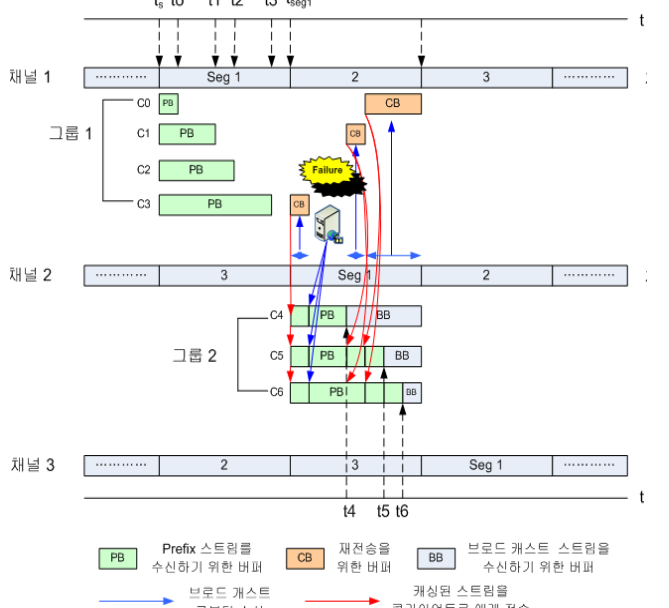 ts t0 t1 t2 t3 tseg1
t
채널 1
………… Seg 1 2 3 …………
C0 PB CB
그룹 1
C1 PB CB
C2 PB Failure
C3 PB CB
채널 2
3 Seg 1 2
C4 PB BB
그룹 2
C5 PB BB
C6 PB BB
채널 3
………… 2 3 Seg 1 …………
t
t4 t5 t6
PB Prefix 스트림를 수신하기 위한 버퍼
CB 재전송을 위한 버퍼
BB 브로드 캐스트 스트림을 수신하기 위한 버퍼
브로드 캐스트
캐싱된 스트림을